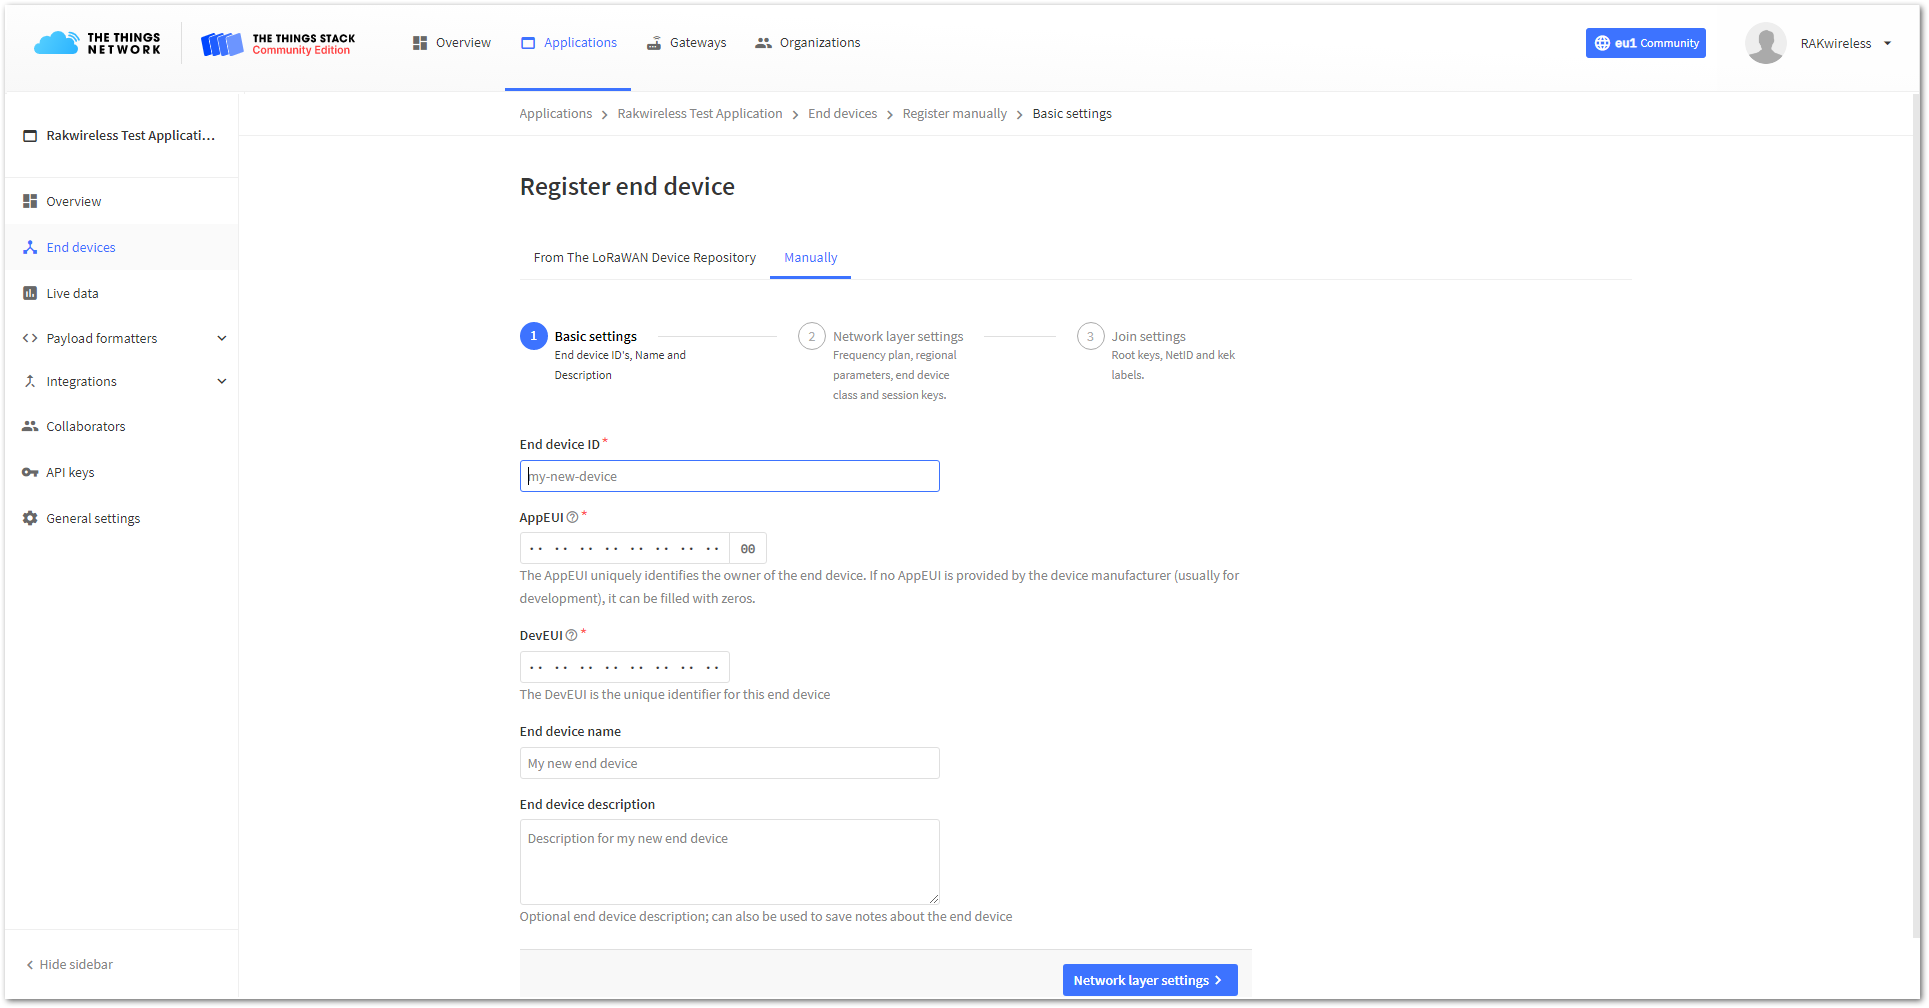 THE THINGS
NETWORK
THE THINGS STACK
Community Edition
Overview
Applications
Gateways
Organizations
eu1 Community
RAKwireless
Rakwireless Test Applicati...
Overview
End devices
Live data
Payload formatters
Integrations
Collaborators
API keys
General settings
Hide sidebar
Applications > Rakwireless Test Application > End devices > Register manually > Basic settings
Register end device
From The LoRaWAN Device Repository
Manually
1 Basic settings
End device ID's, Name and
Description
2 Network layer settings
Frequency plan, regional
parameters, end device
class and session keys.
3 Join settings
Root keys, NetID and kek
labels.
End device ID *
my-new-device
AppEUI ? *
·· ·· ·· ·· ·· ·· ·· ·· 00
The AppEUI uniquely identifies the owner of the end device. If no AppEUI is provided by the device manufacturer (usually for
development), it can be filled with zeros.
DevEUI ? *
·· ·· ·· ·· ·· ·· ·· ··
The DevEUI is the unique identifier for this end device
End device name
My new end device
End device description
Description for my new end device
Optional end device description; can also be used to save notes about the end device
Network layer settings >